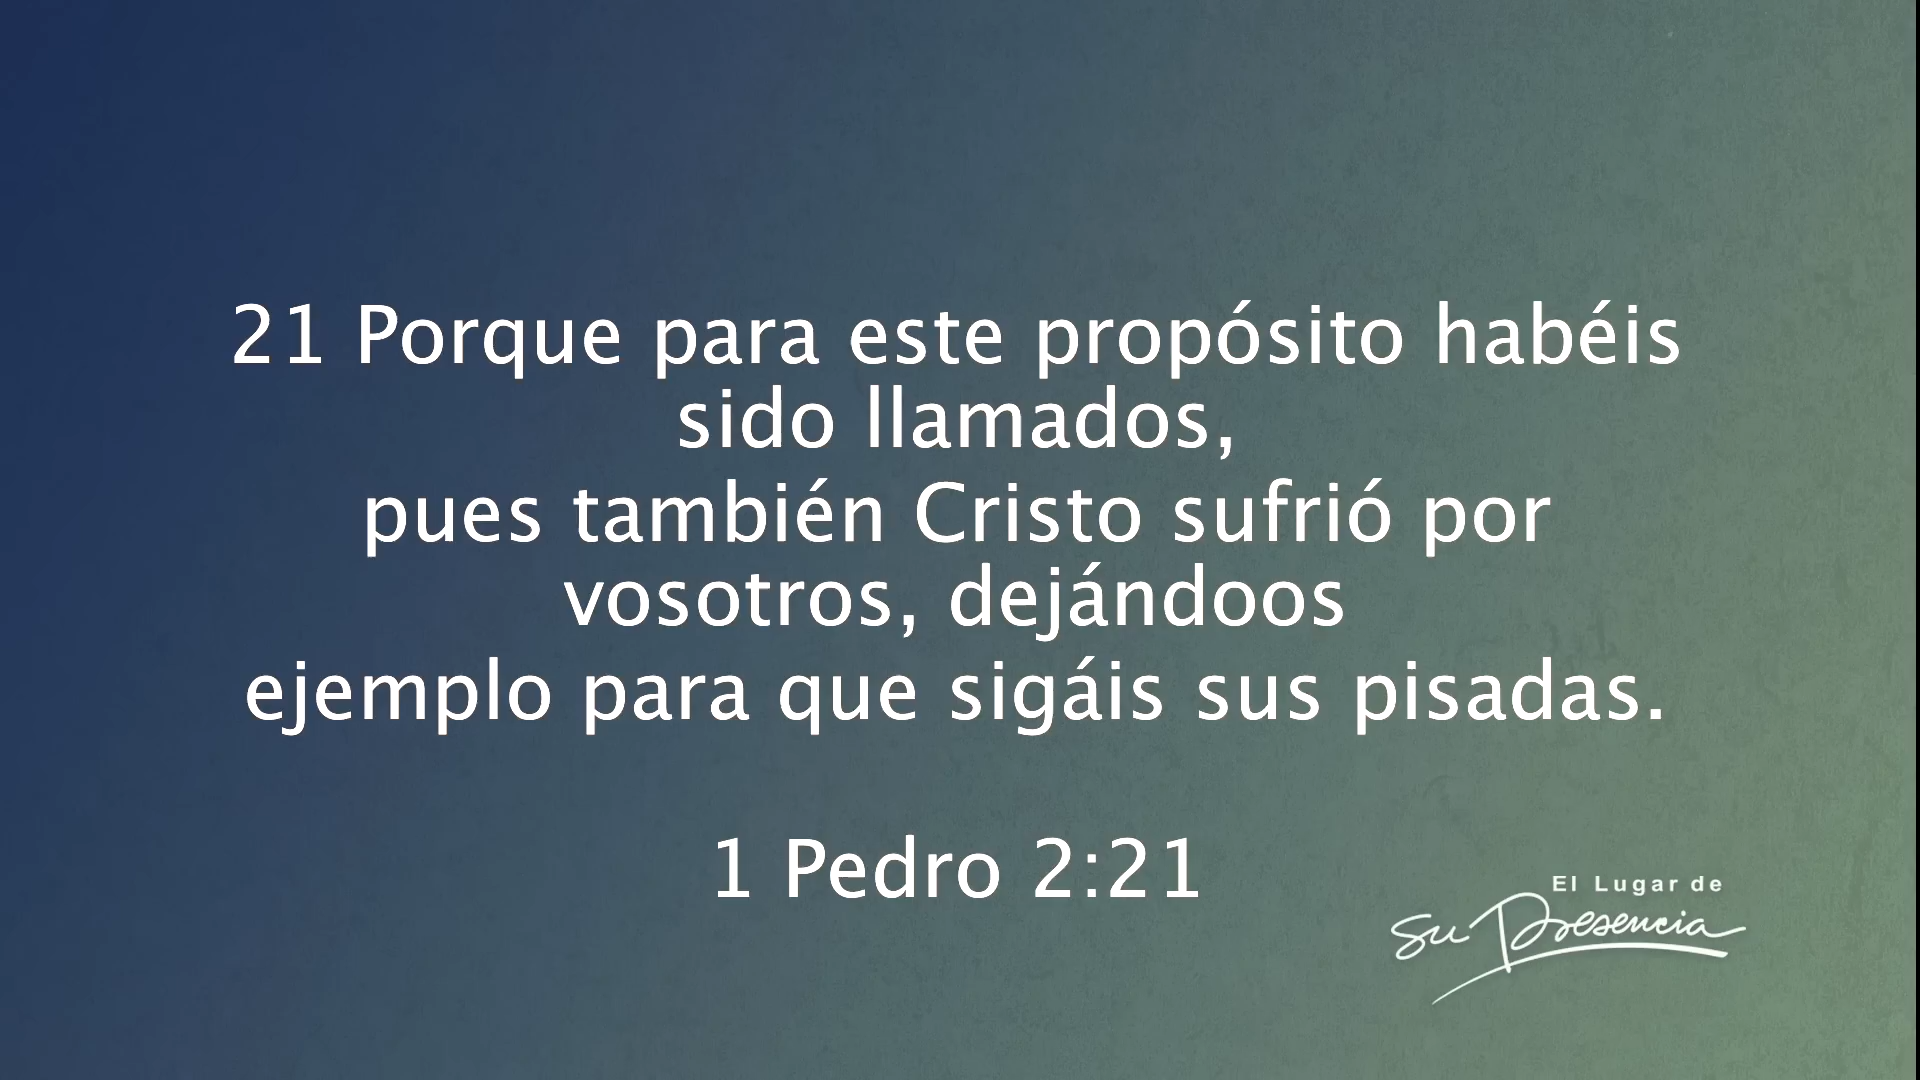 21 Porque para este propósito habéis
sido llamados,
pues también Cristo sufrió por
vosotros, dejándoos
ejemplo para que sigáis sus pisadas.
1 Pedro 2:21
El Lugar de
Su Presencia